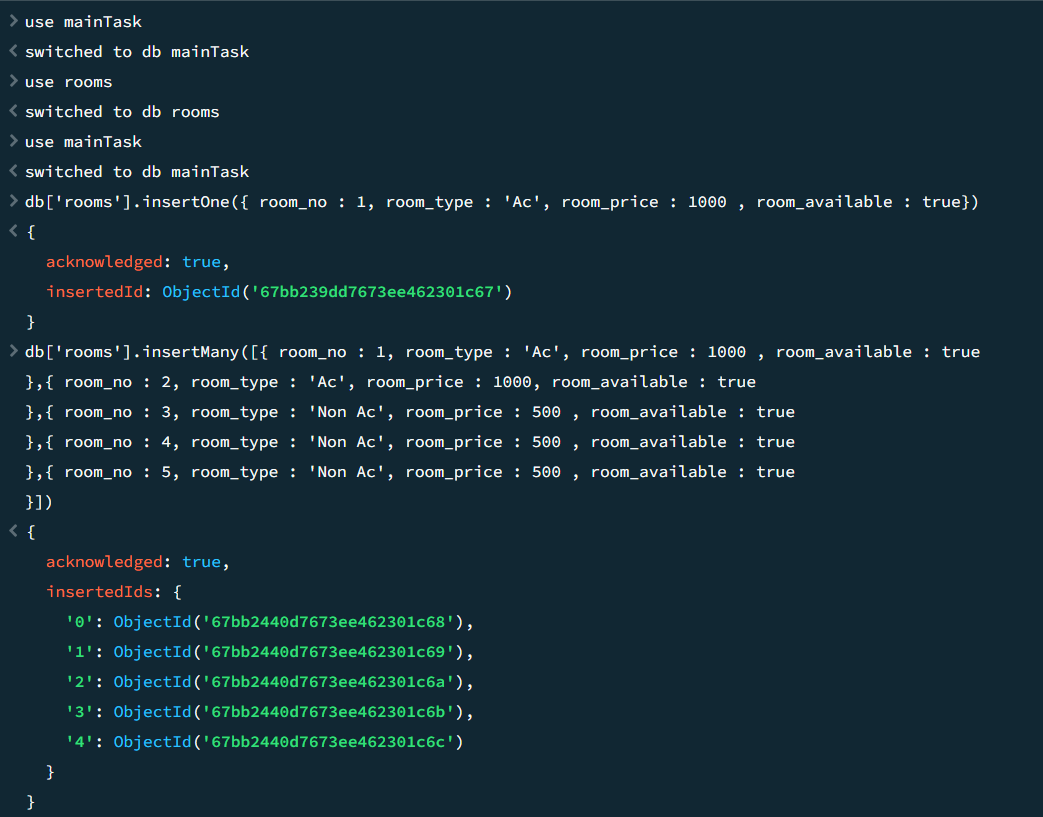 > use mainTask
< switched to db mainTask
> use rooms
< switched to db rooms
> use mainTask
< switched to db mainTask
> db['rooms'].insertOne({ room_no : 1, room_type : 'Ac', room_price : 1000 , room_available : true})
< {
acknowledged: true,
insertedId: ObjectId('67bb239dd7673ee462301c67')
}
> db['rooms'].insertMany([{ room_no : 1, room_type : 'Ac', room_price : 1000 , room_available : true
},{ room_no : 2, room_type : 'Ac', room_price : 1000, room_available : true
},{ room_no : 3, room_type : 'Non Ac', room_price : 500 , room_available : true
},{ room_no : 4, room_type : 'Non Ac', room_price : 500 , room_available : true
},{ room_no : 5, room_type : 'Non Ac', room_price : 500 , room_available : true
}])
< {
acknowledged: true,
insertedIds: {
'0': ObjectId('67bb2440d7673ee462301c68'),
'1': ObjectId('67bb2440d7673ee462301c69'),
'2': ObjectId('67bb2440d7673ee462301c6a'),
'3': ObjectId('67bb2440d7673ee462301c6b'),
'4': ObjectId('67bb2440d7673ee462301c6c')
}
}